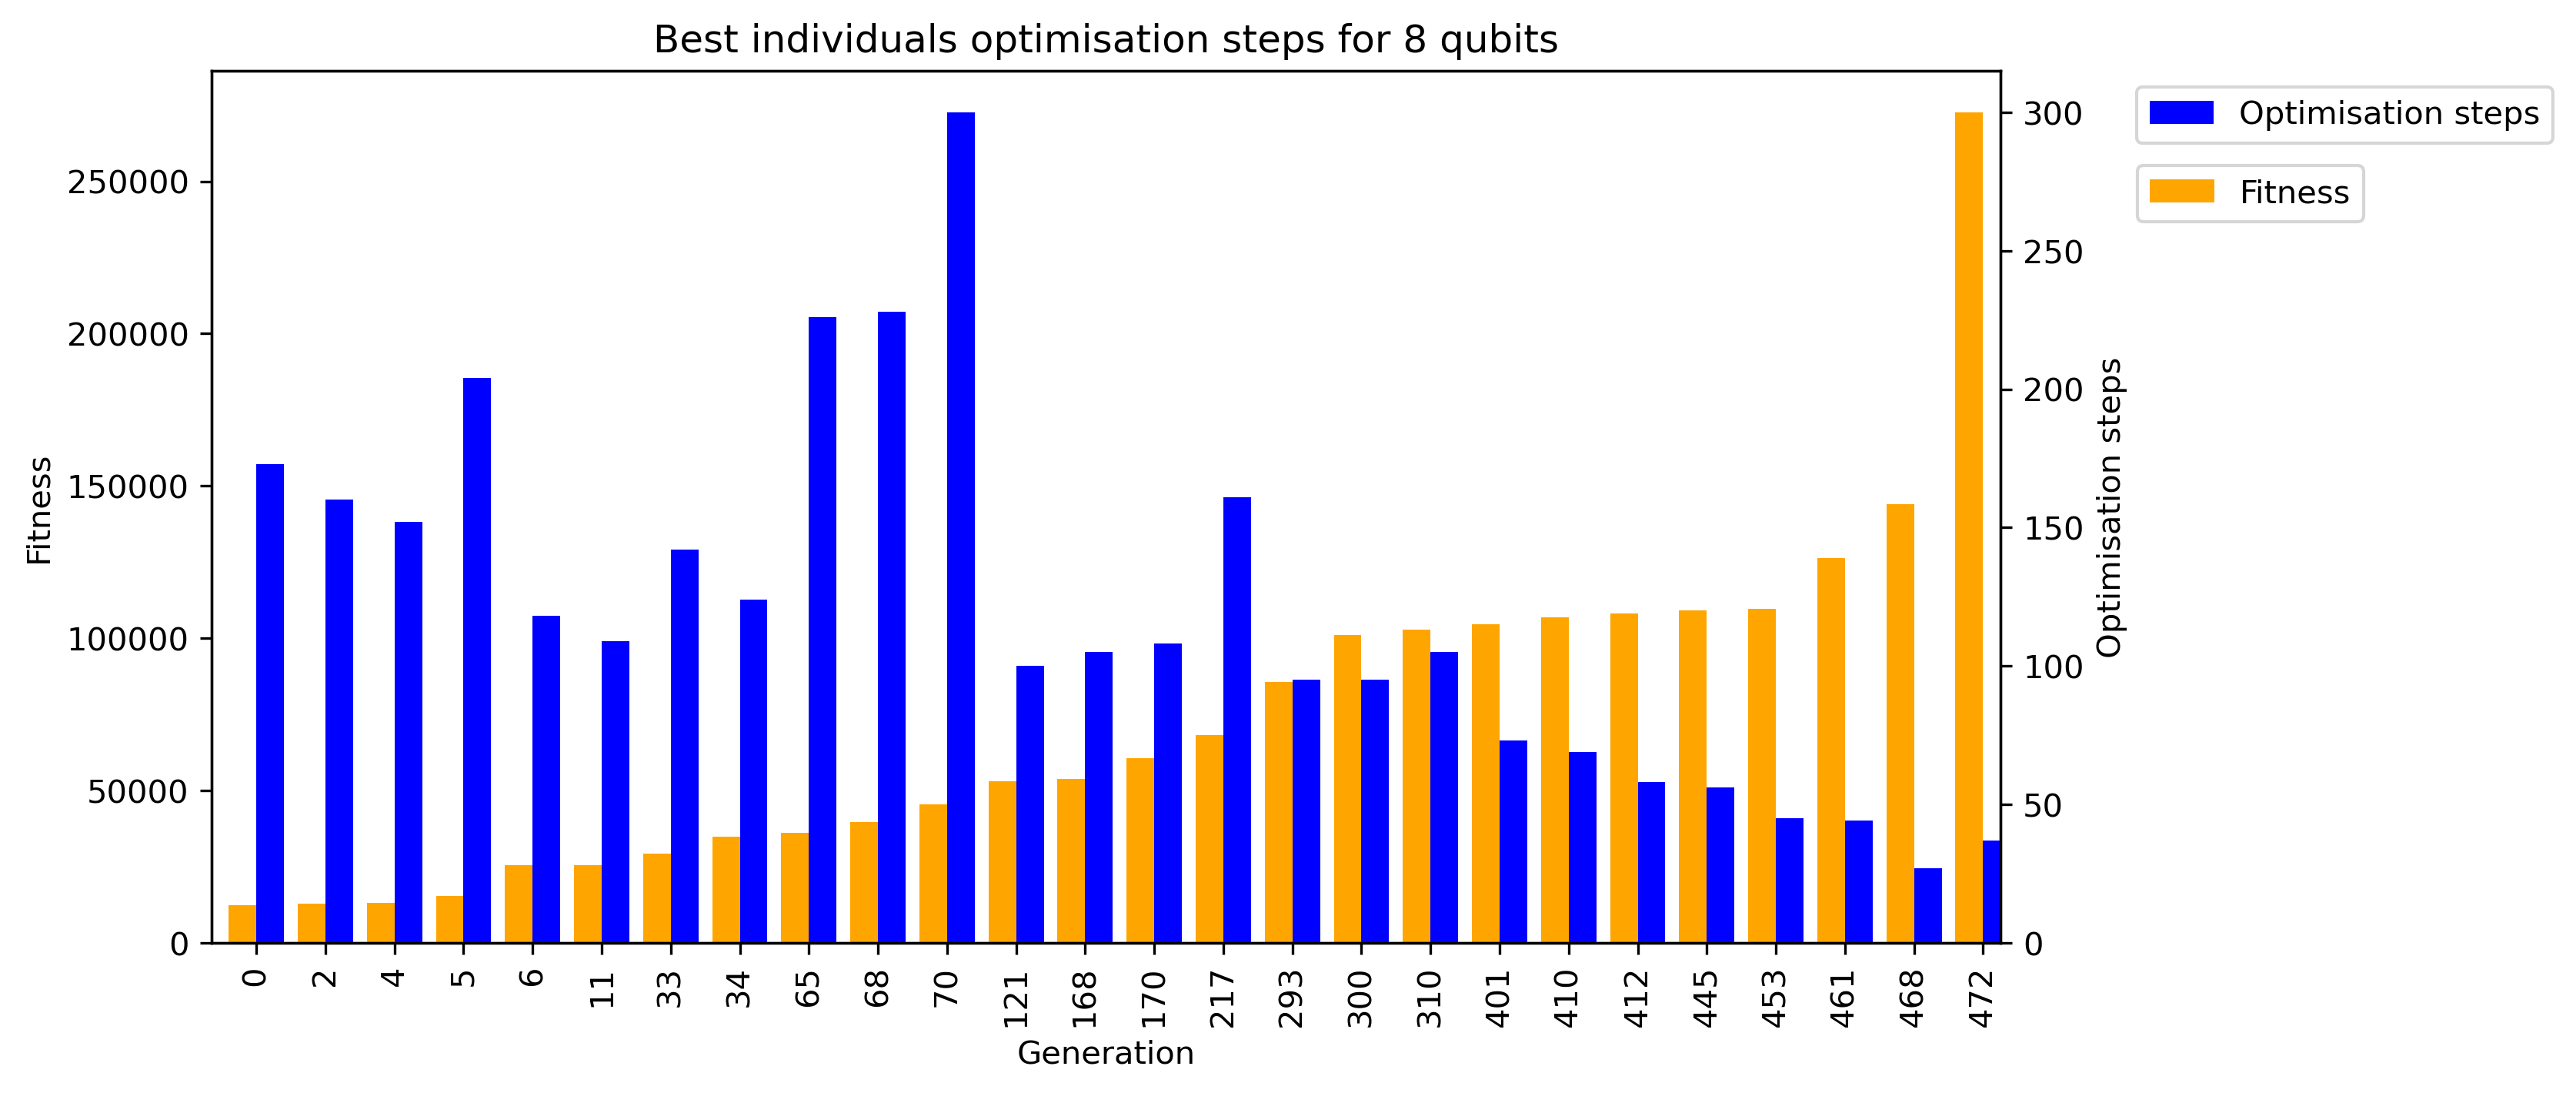 Best individuals optimisation steps for 8 qubits
Optimisation steps
Fitness
Fitness
250000
200000
150000
100000
50000
0
300
250
200
150
100
50
0
Optimisation steps
0 2 4 5 6 11 33 34 65 68 70 121 168 170 217 293 300 310 401 410 412 445 453 461 468 472
Generation